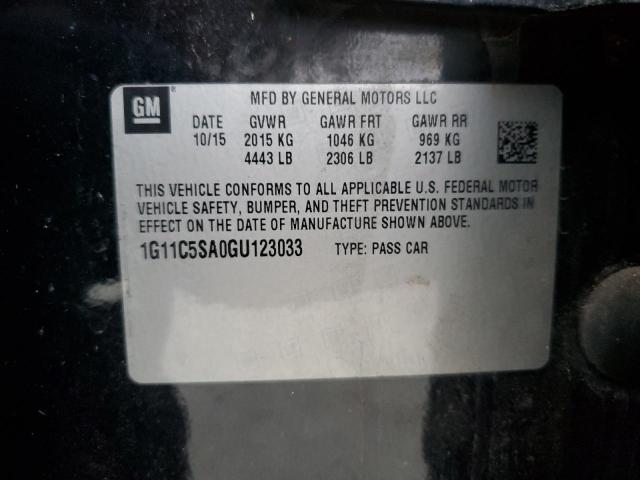 GM ® MFD BY GENERAL MOTORS LLC
DATE GVWR GAWR FRT GAWR RR
10/15 2015 KG 1046 KG 969 KG
4443 LB 2306 LB 2137 LB
THIS VEHICLE CONFORMS TO ALL APPLICABLE U.S. FEDERAL MOTOR
VEHICLE SAFETY, BUMPER, AND THEFT PREVENTION STANDARDS IN
EFFECT ON THE DATE OF MANUFACTURE SHOWN ABOVE.
1G11C5SA0GU123033 TYPE: PASS CAR